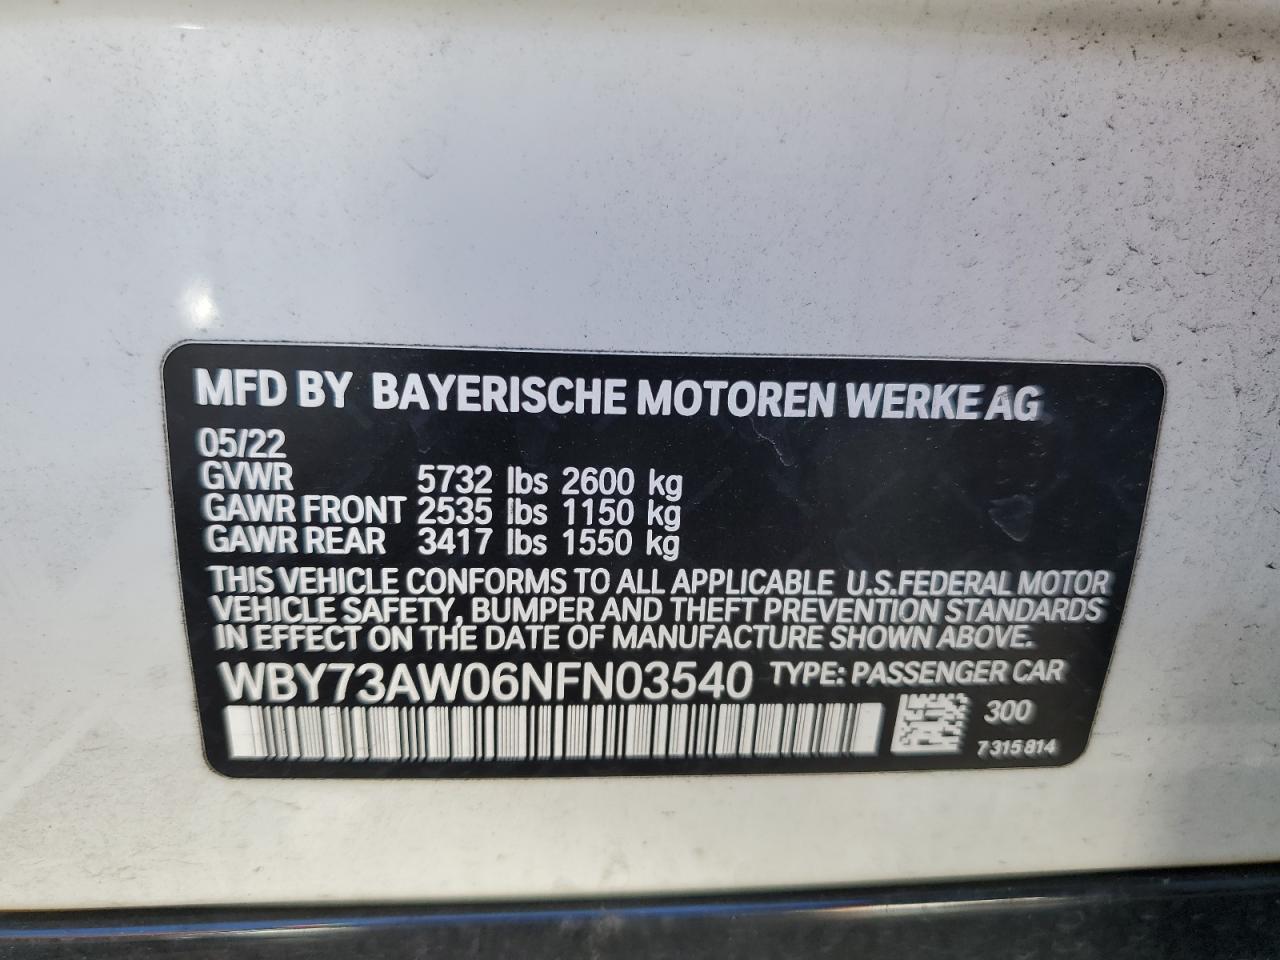 MFD BY BAYERISCHE MOTOREN WERKE AG
05/22
GVWR 5732 lbs 2600 kg
GAWR FRONT 2535 lbs 1150 kg
GAWR REAR 3417 lbs 1550 kg
THIS VEHICLE CONFORMS TO ALL APPLICABLE U.S.FEDERAL MOTOR
VEHICLE SAFETY, BUMPER AND THEFT PREVENTION STANDARDS
IN EFFECT ON THE DATE OF MANUFACTURE SHOWN ABOVE.
WBY73AW06NFN03540 TYPE: PASSENGER CAR
300
7 315 814